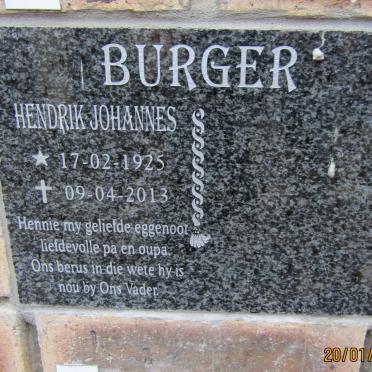 BURGER
HENDRIK JOHANNES
17-02-1925
09-04-2013
Hennie my geliefde eggenoot
liefdevolle pa en oupa.
Ons berus in die wete hy is
nou by Ons Vader.
20/01/